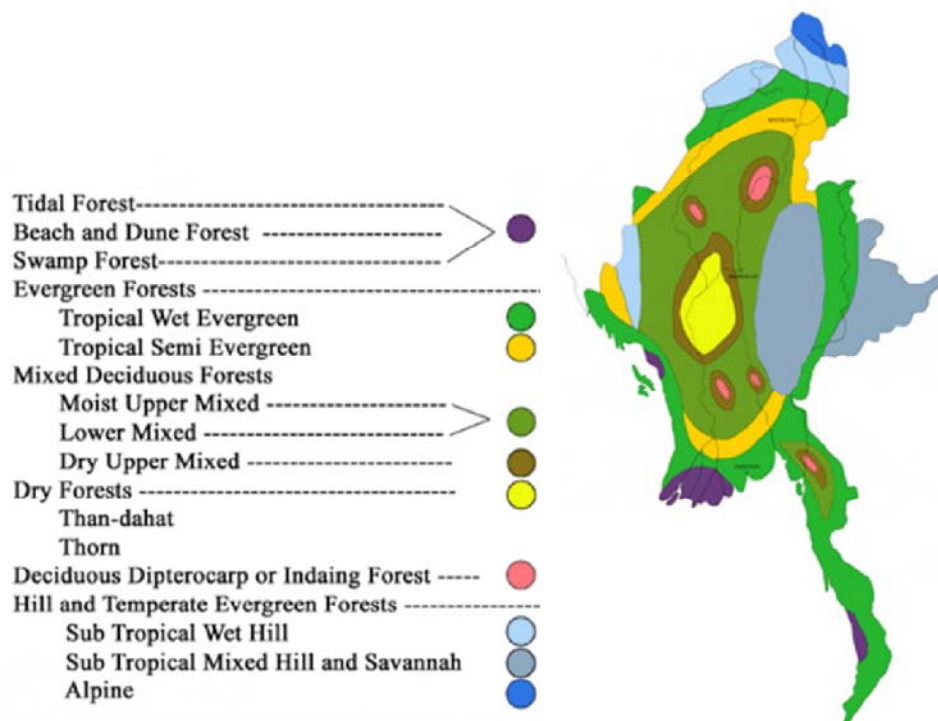 Tidal Forest-----------------------------------
Beach and Dune Forest --------------------
Swamp Forest--------------------------------
Evergreen Forests ---------------------------------------
Tropical Wet Evergreen
Tropical Semi Evergreen
Mixed Deciduous Forests
Moist Upper Mixed --------------------
Lower Mixed ---------------------------
Dry Upper Mixed ----------------------
Dry Forests -----------------------------------
Than-dahat
Thorn
Deciduous Dipterocarp or Indaing Forest -----
Hill and Temperate Evergreen Forests ----------------
Sub Tropical Wet Hill
Sub Tropical Mixed Hill and Savannah
Alpine